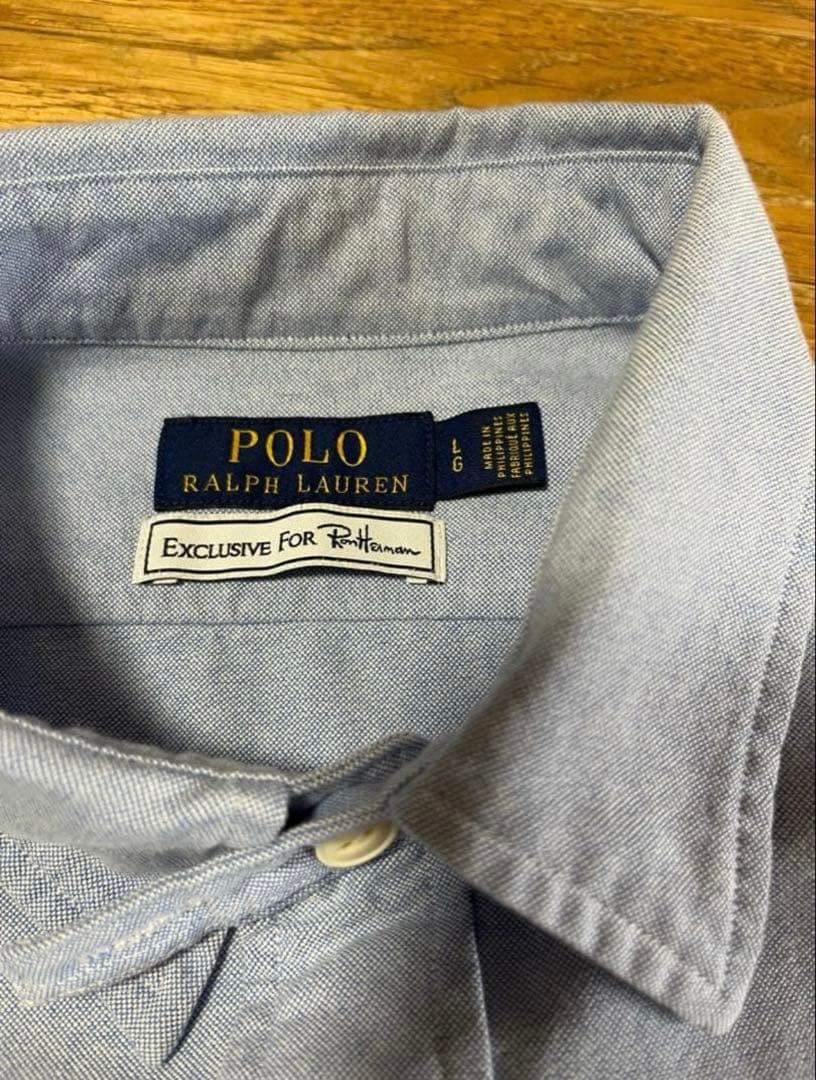 POLO
RALPH LAUREN
L
G
MADE IN
PHILIPPINES
FABRIQUÉ AUX
PHILIPPINES
EXCLUSIVE FOR Ron Herman